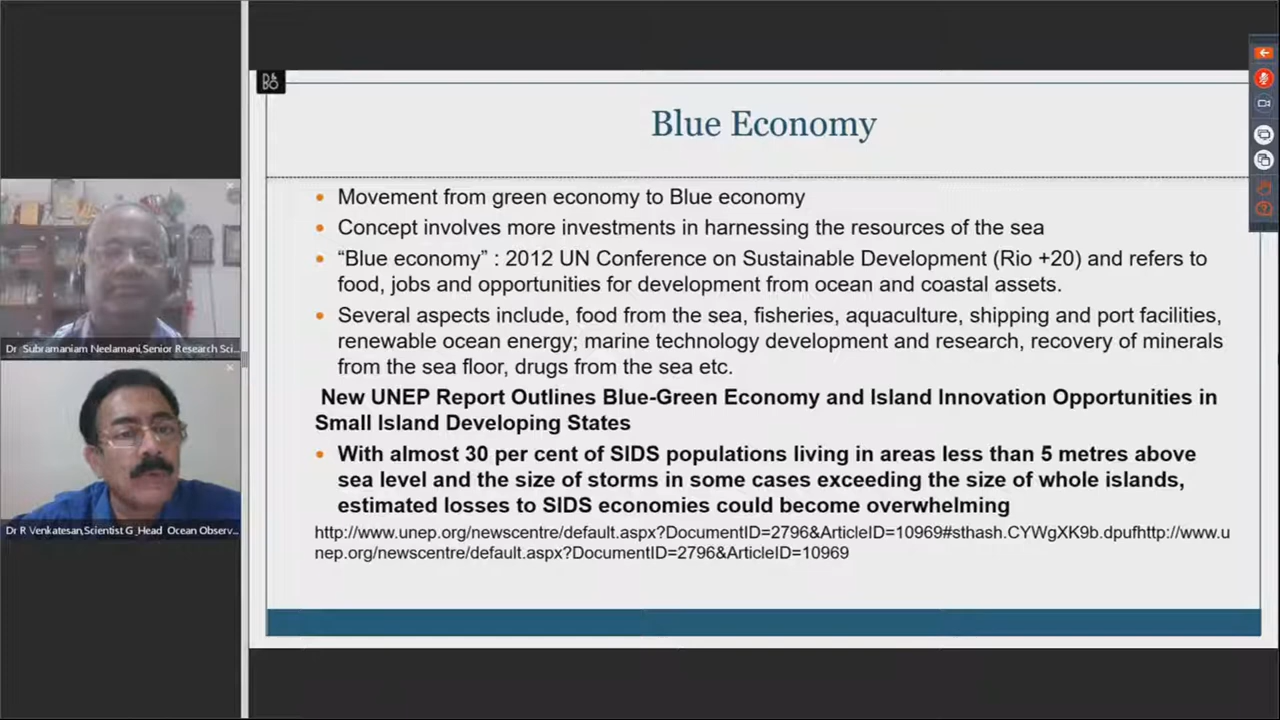 B&
BO
Blue Economy
• Movement from green economy to Blue economy
• Concept involves more investments in harnessing the resources of the sea
• “Blue economy” : 2012 UN Conference on Sustainable Development (Rio +20) and refers to
food, jobs and opportunities for development from ocean and coastal assets.
• Several aspects include, food from the sea, fisheries, aquaculture, shipping and port facilities,
renewable ocean energy; marine technology development and research, recovery of minerals
from the sea floor, drugs from the sea etc.
New UNEP Report Outlines Blue-Green Economy and Island Innovation Opportunities in
Small Island Developing States
• With almost 30 per cent of SIDS populations living in areas less than 5 metres above
sea level and the size of storms in some cases exceeding the size of whole islands,
estimated losses to SIDS economies could become overwhelming
http://www.unep.org/newscentre/default.aspx?DocumentID=2796&ArticleID=10969#sthash.CYWgXK9b.dpufhttp://www.u
nep.org/newscentre/default.aspx?DocumentID=2796&ArticleID=10969
Dr Subramaniam Neelamani,Senior Research Sci...
Dr R Venkatesan,Scientist G_Head Ocean Observ...